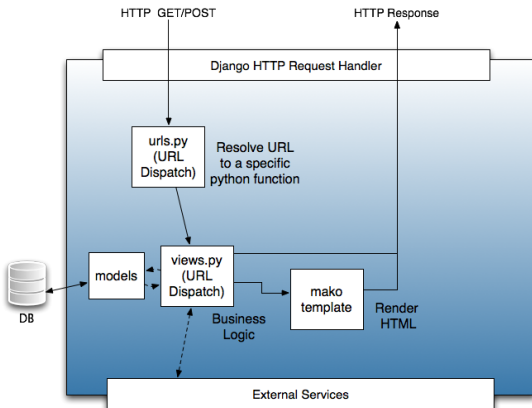 HTTP GET/POST
HTTP Response
Django HTTP Request Handler
urls.py
(URL
Dispatch)
Resolve URL
to a specific
python function
views.py
(URL
Dispatch)
models
DB
mako
template
Business
Logic
Render
HTML
External Services